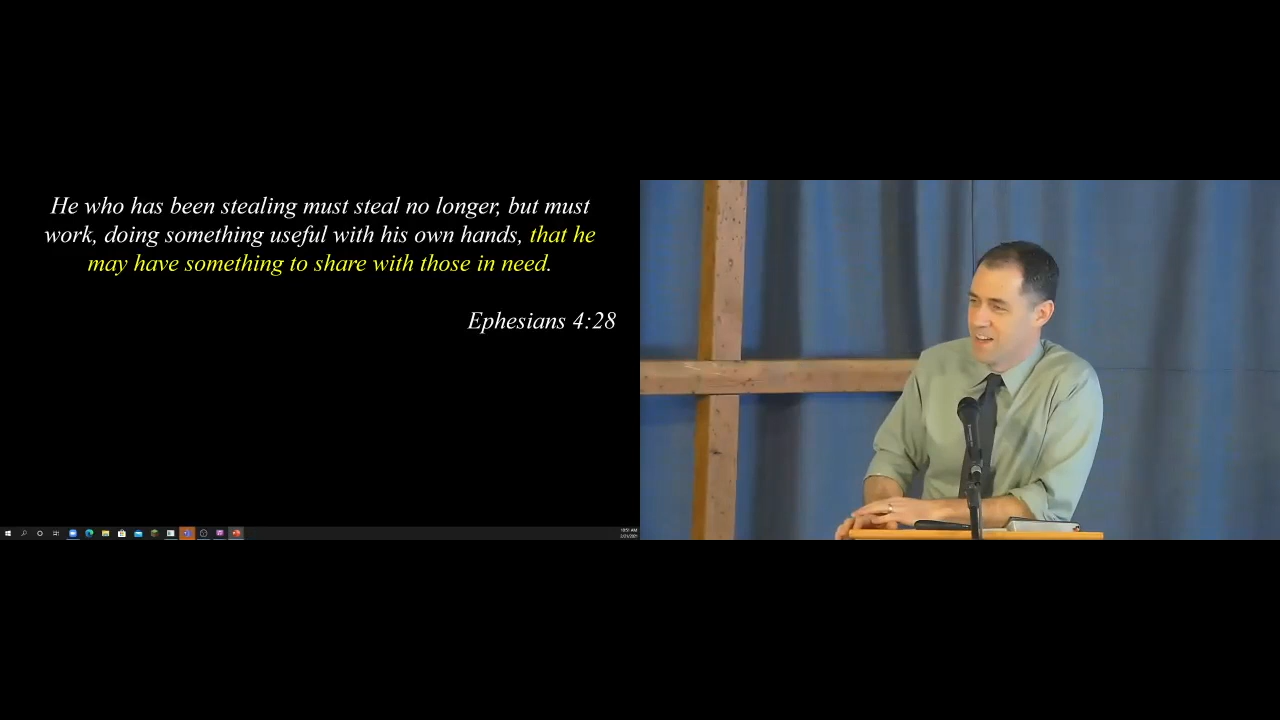 He who has been stealing must steal no longer, but must
work, doing something useful with his own hands, that he
may have something to share with those in need.
Ephesians 4:28